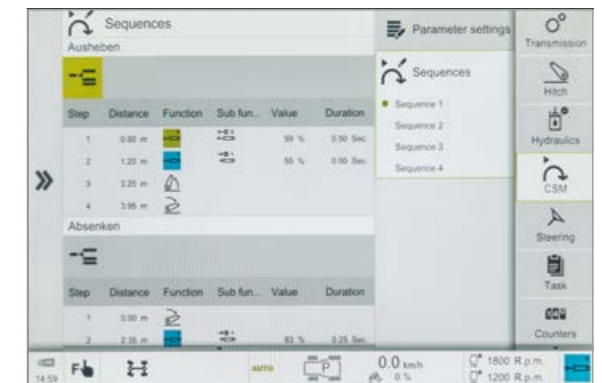 Sequences
Ausheben
Step Distance Function Sub fun... Value Duration
1 0.00 m 59 % 0.50 Sec
2 1.20 m 50 % 0.00 Sec
3 3.20 m
4 3.95 m
Absenken
Step Distance Function Sub fun... Value Duration
1 0.00 m
2 2.35 m 83 % 0.25 Sec
Parameter settings
Sequences
Sequence 1
Sequence 2
Sequence 3
Sequence 4
Transmission
Hitch
Hydraulics
CSM
Steering
Task
Counters
14:59
F
AUTO
P
0.0 km/h
0 %
1800 R.p.m.
1200 R.p.m.